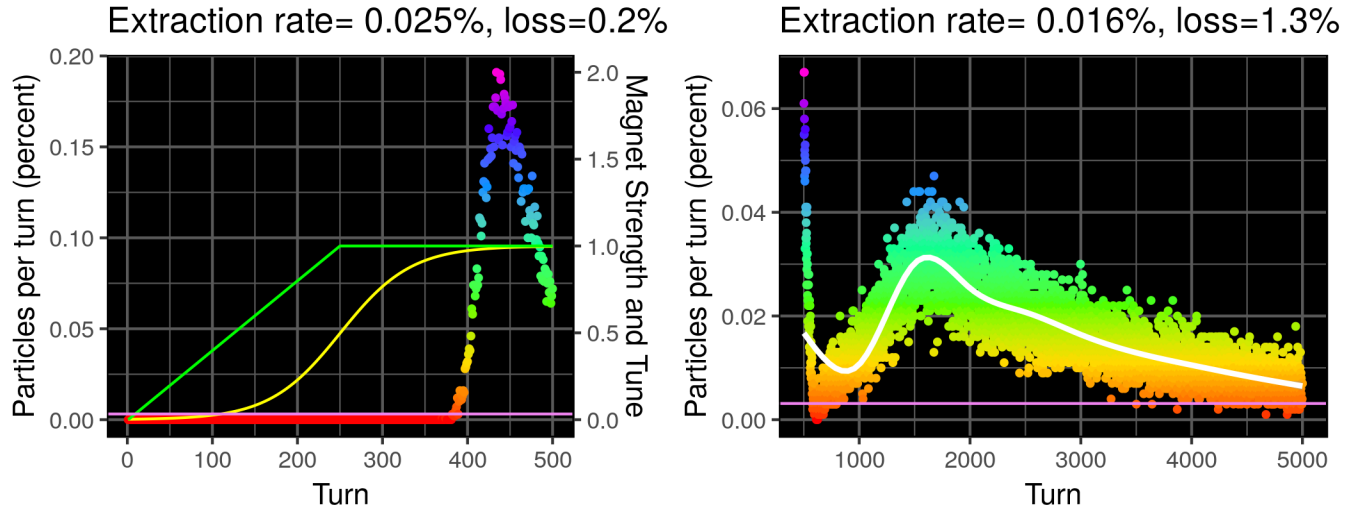 Extraction rate= 0.025%, loss=0.2%
Particles per turn (percent)
0.20
0.15
0.10
0.05
0.00
2.0
1.5
1.0
0.5
0.0
Magnet Strength and Tune
0 100 200 300 400 500
Turn
Extraction rate= 0.016%, loss=1.3%
Particles per turn (percent)
0.06
0.04
0.02
0.00
1000 2000 3000 4000 5000
Turn